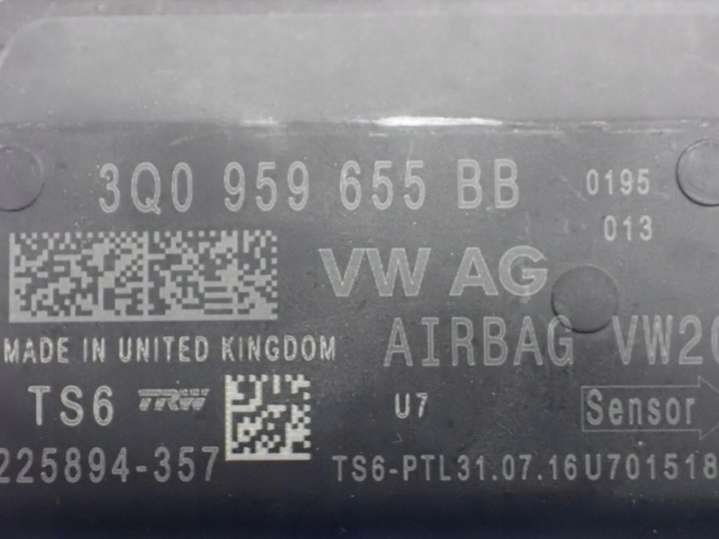 3Q0 959 655 BB 0195
013
VW AG
MADE IN UNITED KINGDOM
AIRBAG
TS6 TRW U7 Sensor
225894-357 TS6-PTL31.07.16U701518